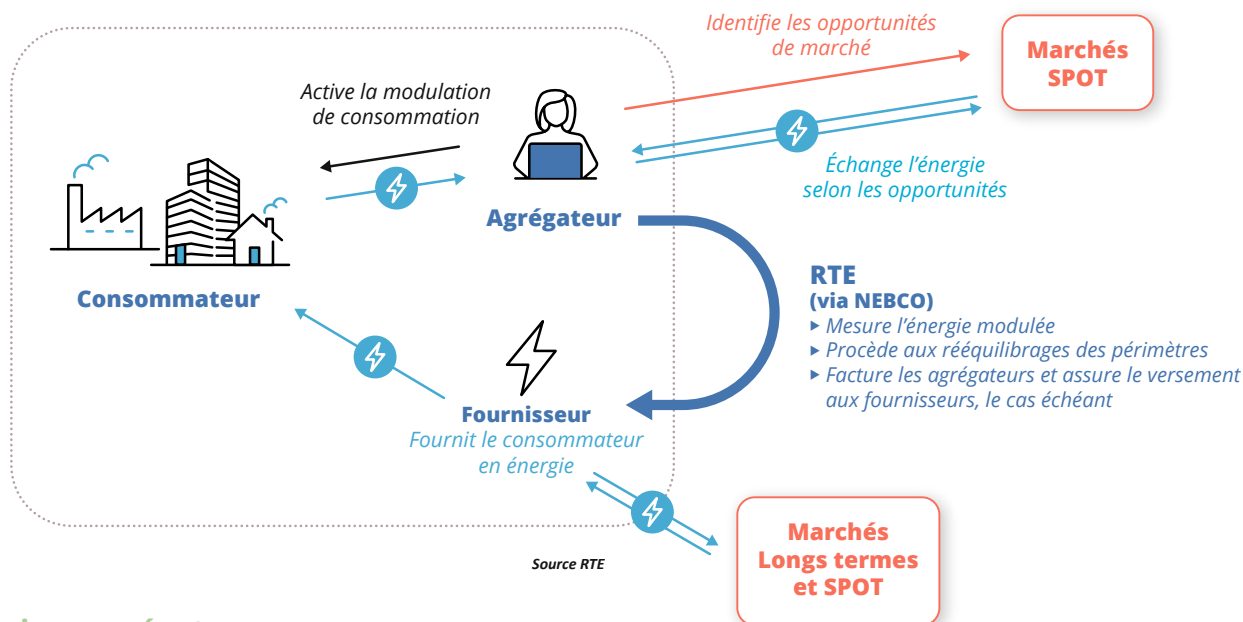 Identifie les opportunités
de marché
Marchés
SPOT
Active la modulation
de consommation
Échange l’énergie
selon les opportunités
Agrégateur
Consommateur
RTE
(via NEBCO)
▸ Mesure l’énergie modulée
▸ Procède aux rééquilibrages des périmètres
▸ Facture les agrégateurs et assure le versement
aux fournisseurs, le cas échéant
Fournisseur
Fournit le consommateur
en énergie
Marchés
Longs termes
et SPOT
Source RTE